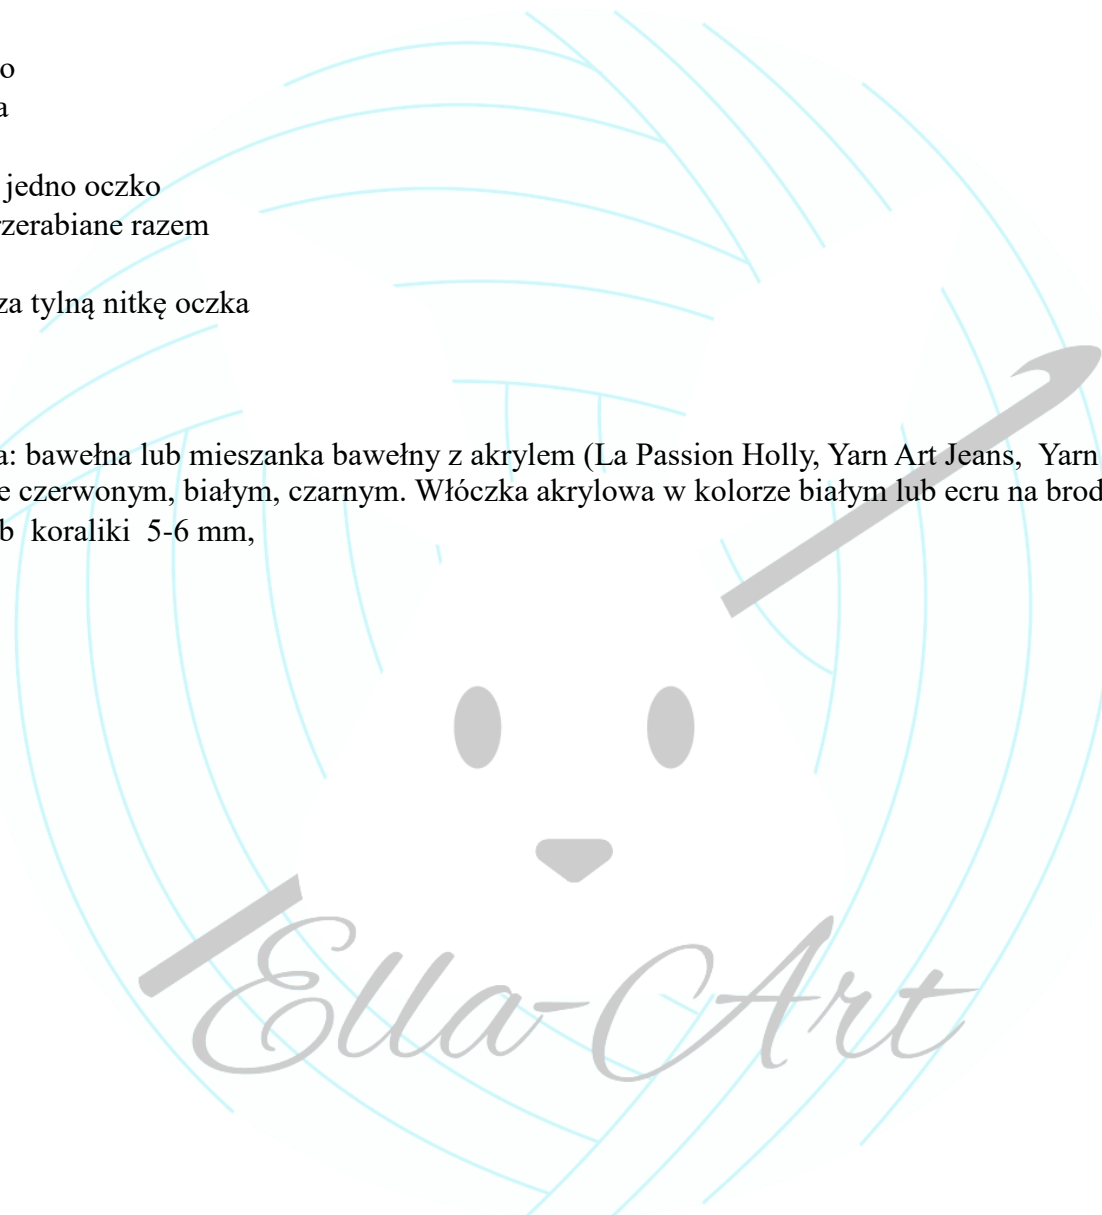 o
a
jedno oczko
rzerabiane razem
za tylną nitkę oczka
a: bawełna lub mieszanka bawełny z akrylem (La Passion Holly, Yarn Art Jeans, Yarn
e czerwonym, białym, czarnym. Włóczka akrylowa w kolorze białym lub ecru na brod
b koraliki 5-6 mm,
Ella-Art